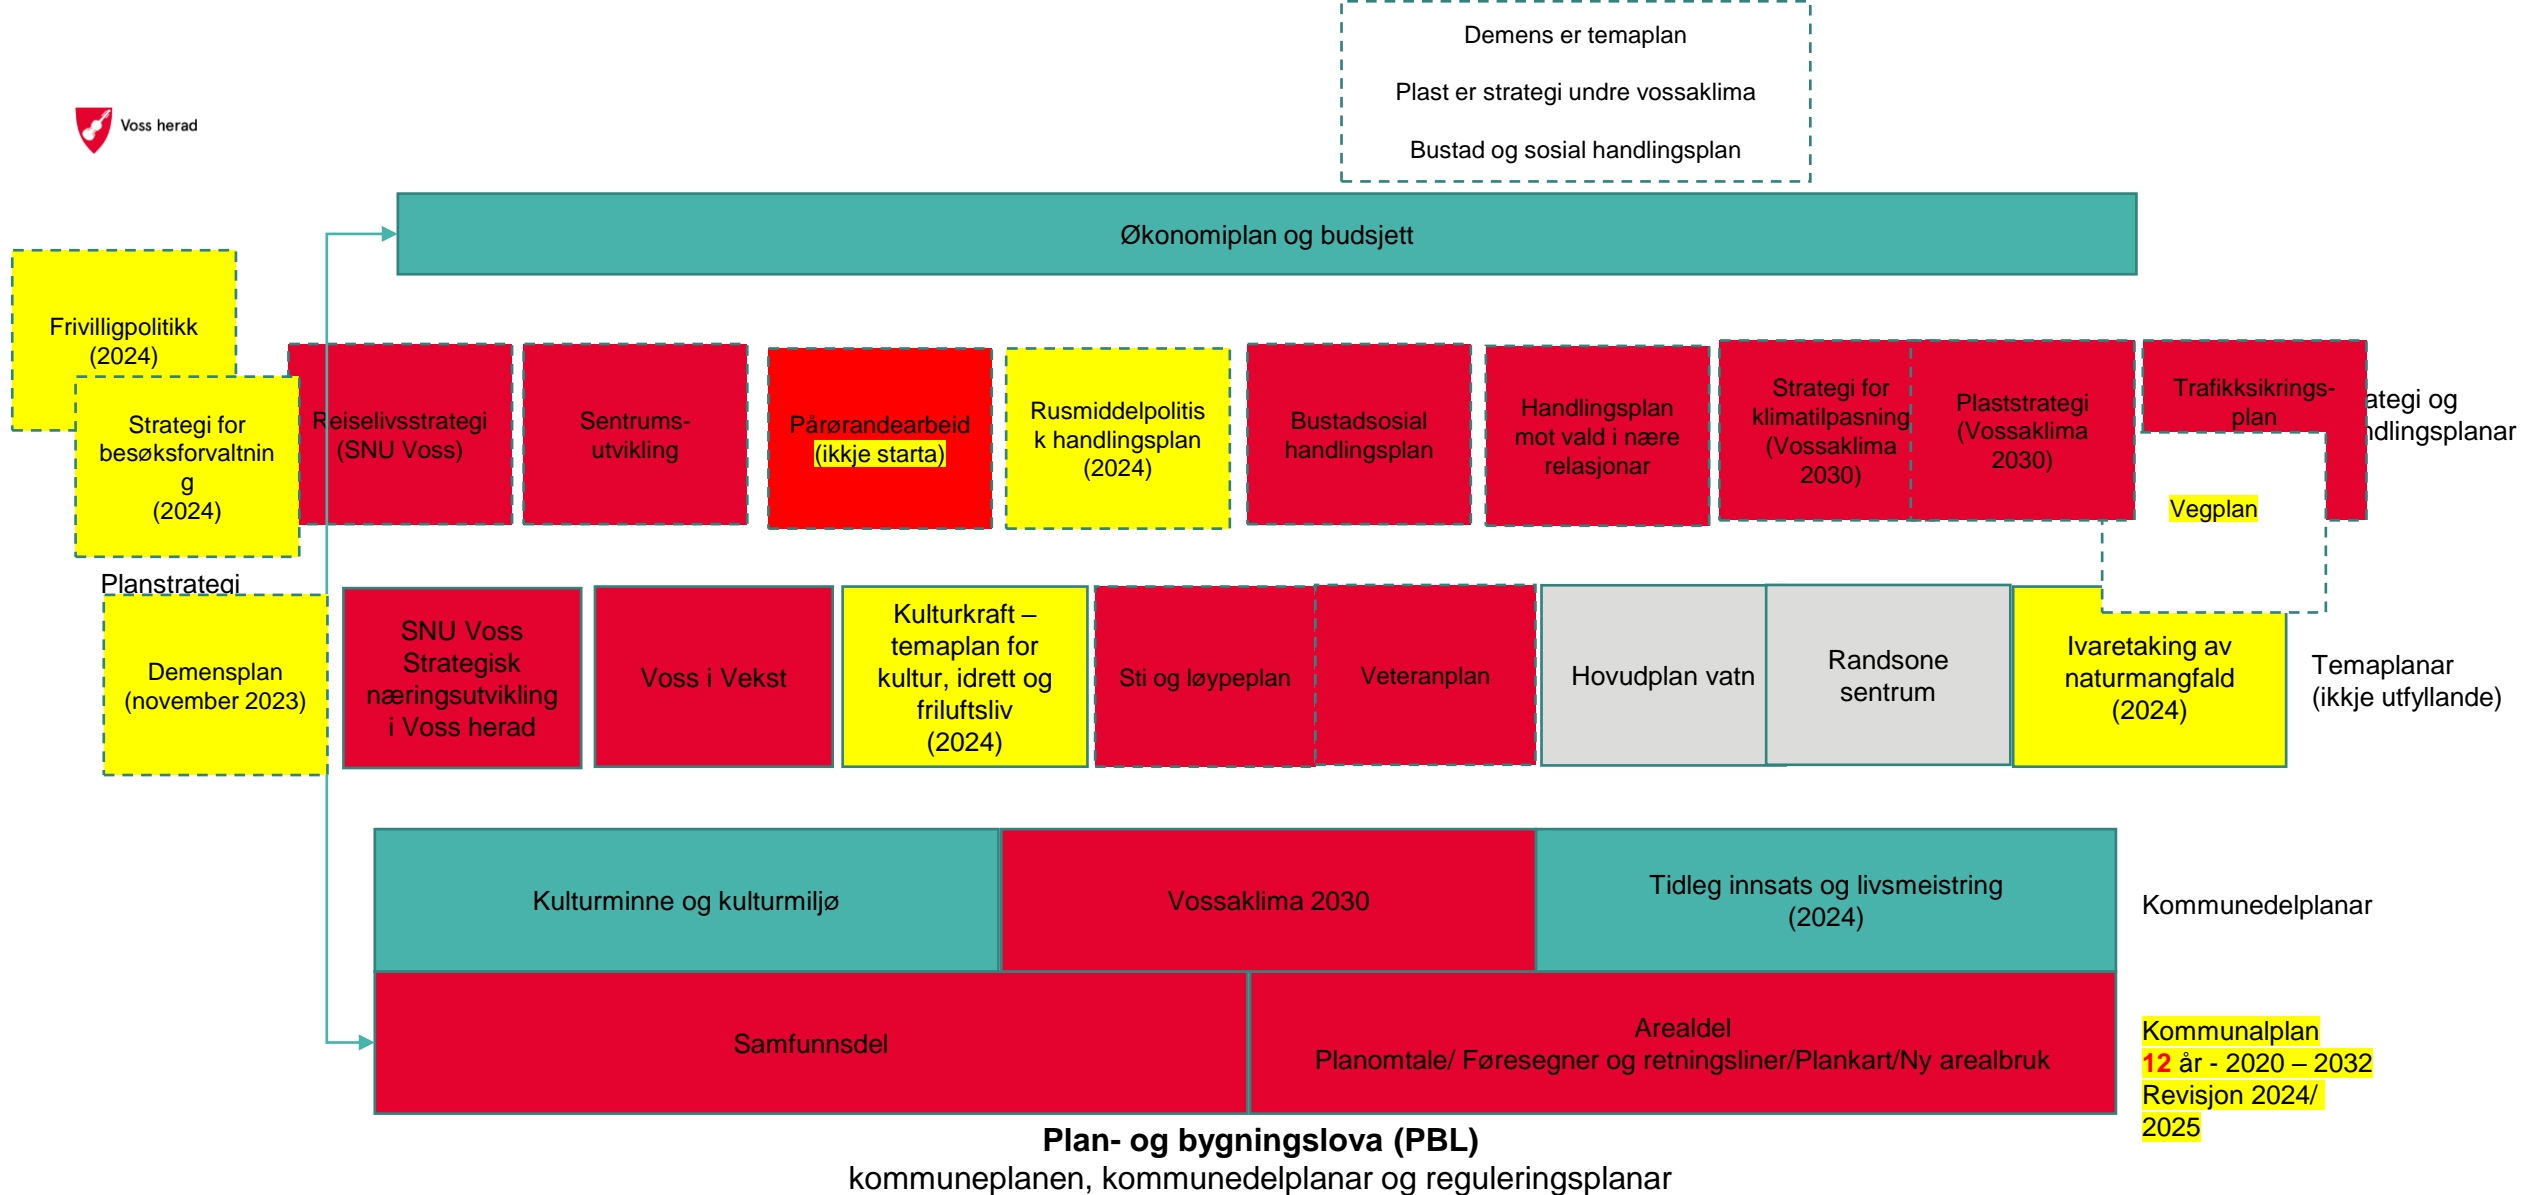 Demens er temaplan
Plast er strategi undre vossaklima
Bustad og sosial handlingsplan
Voss herad
Økonomiplan og budsjett
Frivilligpolitikk
(2024)
Strategi for
besøksforvaltnin
g
(2024)
Reiselivsstrategi
(SNU Voss)
Sentrums-
utvikling
Pårørandearbeid
(ikkje starta)
Rusmiddelpolitis
k handlingsplan
(2024)
Bustadsosial
handlingsplan
Handlingsplan
mot vald i nære
relasjonar
Strategi for
klimatilpasning
(Vossaklima
2030)
Plaststrategi
(Vossaklima
2030)
Trafikksikrings-
plan
ategi og
ndlingsplanar
Vegplan
Planstrategi
Demensplan
(november 2023)
SNU Voss
Strategisk
næringsutvikling
i Voss herad
Voss i Vekst
Kulturkraft –
temaplan for
kultur, idrett og
friluftsliv
(2024)
Sti og løypeplan
Veteranplan
Hovudplan vatn
Randsone
sentrum
Ivaretaking av
naturmangfald
(2024)
Temaplanar
(ikkje utfyllande)
Kulturminne og kulturmiljø
Vossaklima 2030
Tidleg innsats og livsmeistring
(2024)
Kommunedelplanar
Samfunnsdel
Arealdel
Planomtale/ Føresegner og retningsliner/Plankart/Ny arealbruk
Kommunalplan
12 år - 2020 – 2032
Revisjon 2024/
2025
Plan- og bygningslova (PBL)
kommuneplanen, kommunedelplanar og reguleringsplanar